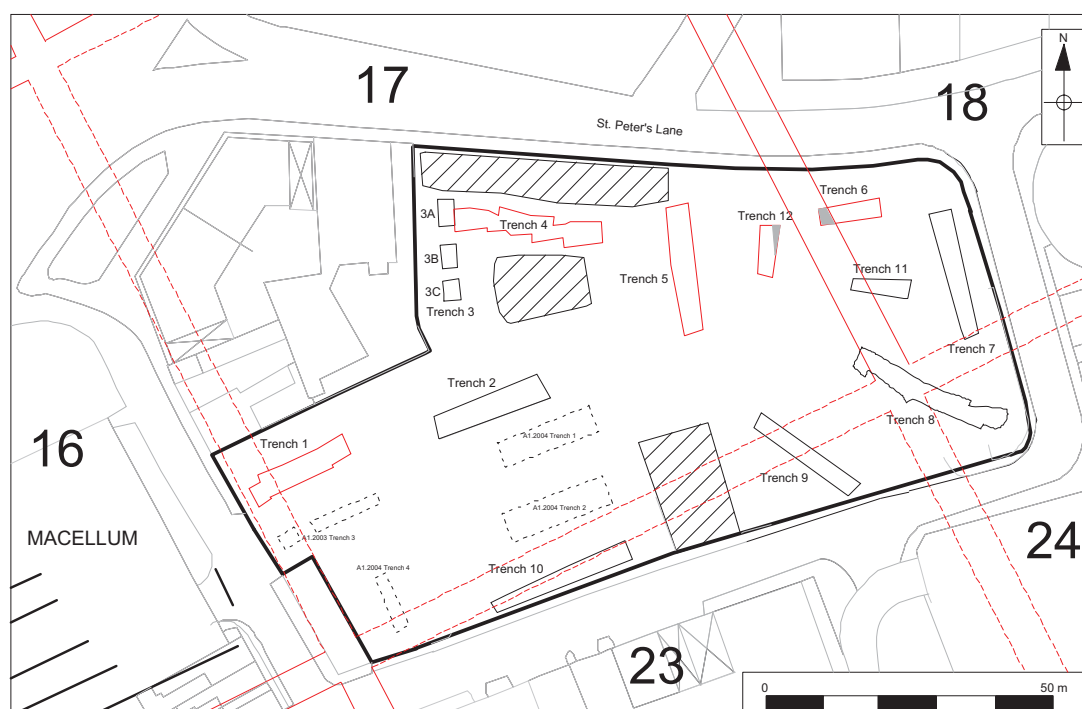 17
18
N
St. Peter's Lane
Trench 6
3A
Trench 4
Trench 12
3B
Trench 5
Trench 11
3C
Trench 3
Trench 7
Trench 2
Trench 8
A1.2004 Trench 1
16
Trench 1
Trench 9
A1.2004 Trench 2
MACELLUM
A1.2003 Trench 3
24
A1.2004 Trench 4
Trench 10
23
0
50 m